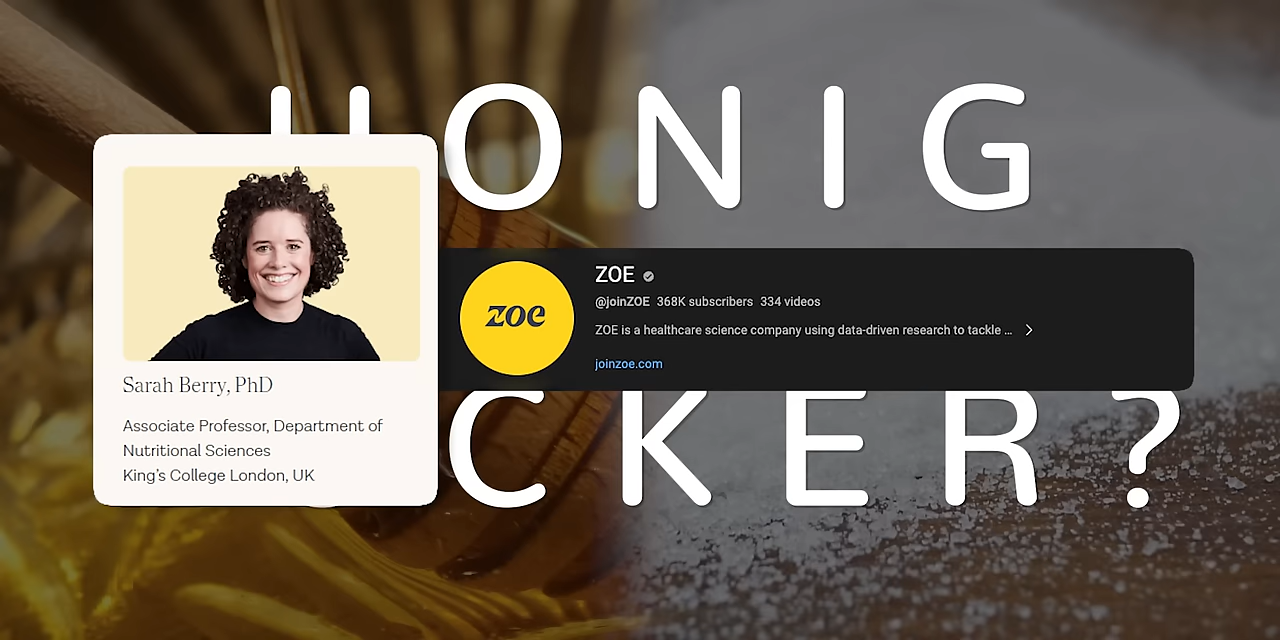 ONIG
Sarah Berry, PhD
Associate Professor, Department of
Nutritional Sciences
King's College London, UK
zoe
ZOE
@joinZOE 368K subscribers 334 videos
ZOE is a healthcare science company using data-driven research to tackle ...
joinzoe.com
CKER?